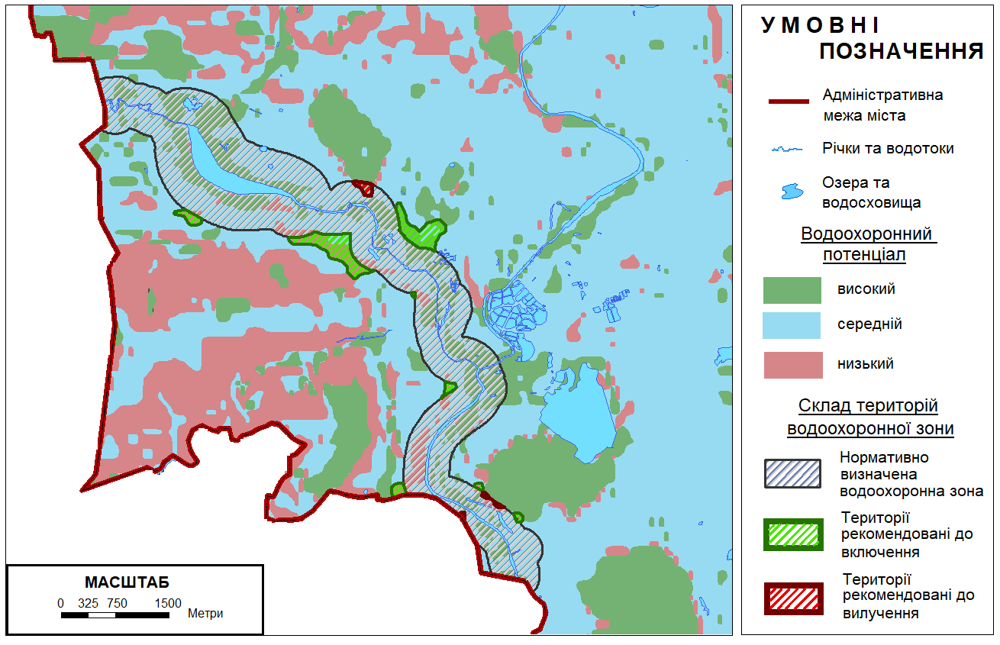 У М О В Н І
ПОЗНАЧЕННЯ
Адміністративна
межа міста
Річки та водотоки
Озера та
водосховища
Водоохоронний
потенціал
високий
середній
низький
Склад територій
водоохоронної зони
Нормативно
визначена
водоохоронна зона
Території
рекомендовані до
включення
Території
рекомендовані до
вилучення
МАСШТАБ
0 325 750 1500
Метри